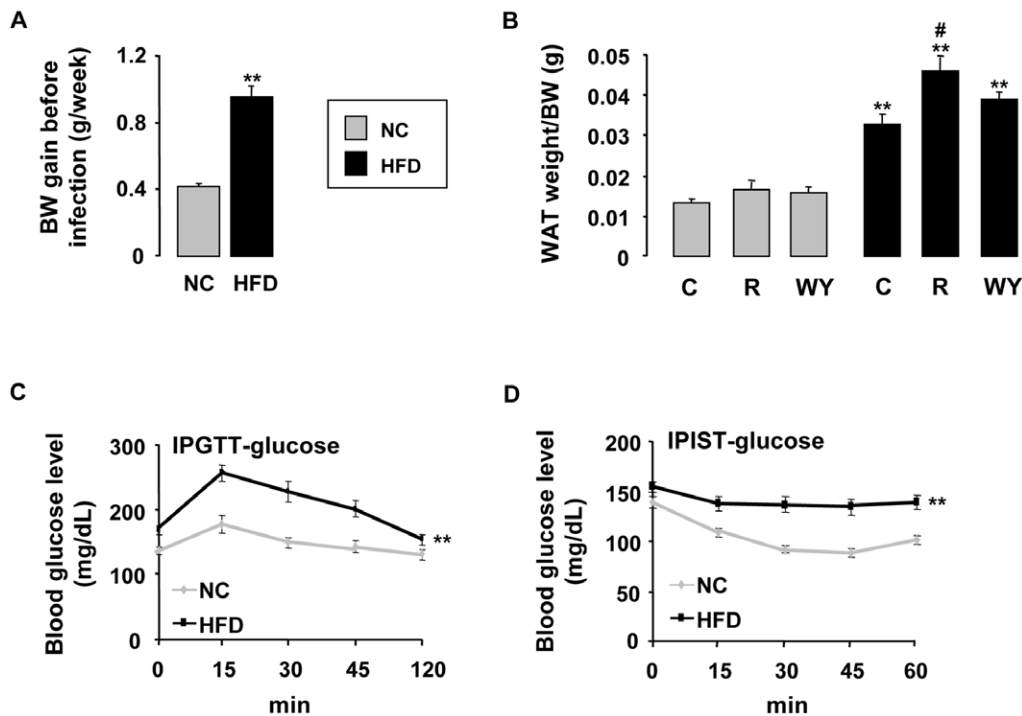 A
BW gain before
infection (g/week)
1.2
0.8
0.4
0
**
NC HFD
NC
HFD
B
WAT weight/BW (g)
0.05
0.04
0.03
0.02
0.01
0
**
#
**
**
C R WY C R WY
C
Blood glucose level
(mg/dL)
IPGTT-glucose
300
200
100
0
**
NC
HFD
0 15 30 45 120
min
D
Blood glucose level
(mg/dL)
IPIST-glucose
200
150
100
50
0
**
NC
HFD
0 15 30 45 60
min